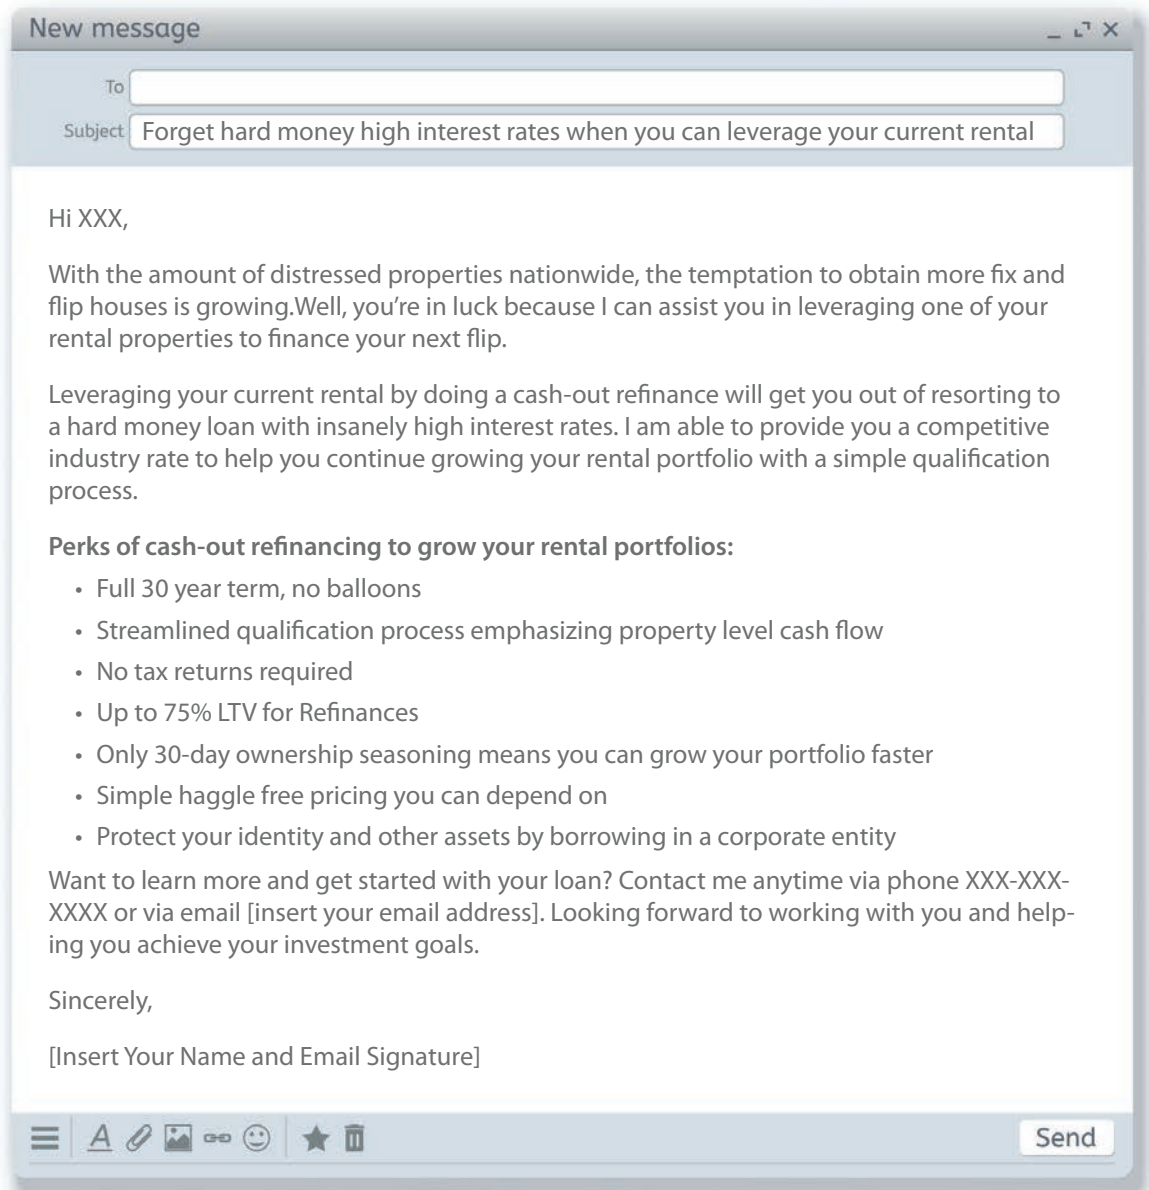 New message
To
Subject Forget hard money high interest rates when you can leverage your current rental
Hi XXX,
With the amount of distressed properties nationwide, the temptation to obtain more fix and
flip houses is growing.Well, you’re in luck because I can assist you in leveraging one of your
rental properties to finance your next flip.
Leveraging your current rental by doing a cash-out refinance will get you out of resorting to
a hard money loan with insanely high interest rates. I am able to provide you a competitive
industry rate to help you continue growing your rental portfolio with a simple qualification
process.
Perks of cash-out refinancing to grow your rental portfolios:
• Full 30 year term, no balloons
• Streamlined qualification process emphasizing property level cash flow
• No tax returns required
• Up to 75% LTV for Refinances
• Only 30-day ownership seasoning means you can grow your portfolio faster
• Simple haggle free pricing you can depend on
• Protect your identity and other assets by borrowing in a corporate entity
Want to learn more and get started with your loan? Contact me anytime via phone XXX-XXX-
XXXX or via email [insert your email address]. Looking forward to working with you and help-
ing you achieve your investment goals.
Sincerely,
[Insert Your Name and Email Signature]
A
Send